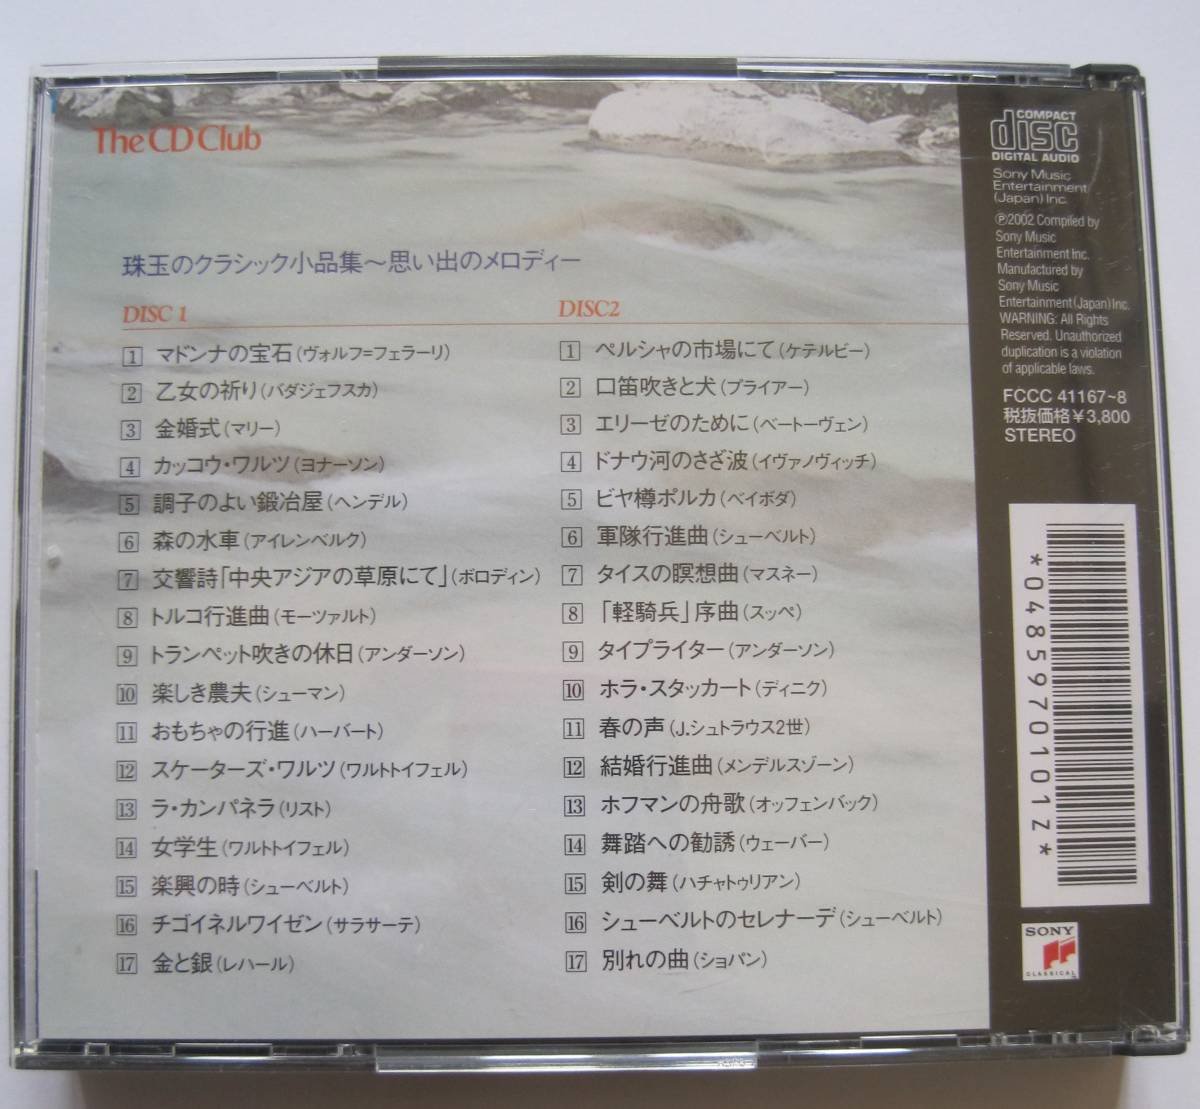 The CD Club
珠玉のクラシック小品集～思い出のメロディー
DISC 1
1 マドンナの宝石(ヴォルフ=フェラーリ)
2 乙女の祈り(バダジェフスカ)
3 金婚式(マリー)
4 カッコウ・ワルツ(ヨナーソン)
5 調子のよい鍛冶屋(ヘンデル)
6 森の水車(アイレンベルク)
7 交響詩「中央アジアの草原にて」(ボロディン)
8 トルコ行進曲(モーツァルト)
9 トランペット吹きの休日(アンダーソン)
10 楽しき農夫(シューマン)
11 おもちゃの行進(ハーバート)
12 スケーターズ・ワルツ(ワルトトイフェル)
13 ラ・カンパネラ(リスト)
14 女学生(ワルトトイフェル)
15 楽興の時(シューベルト)
16 チゴイネルワイゼン(サラサーテ)
17 金と銀(レハール)
DISC2
1 ペルシャの市場にて(ケテルビー)
2 口笛吹きと犬(プライアー)
3 エリーゼのために(ベートーヴェン)
4 ドナウ河のさざ波(イヴァノヴィッチ)
5 ビヤ樽ポルカ(ベイボダ)
6 軍隊行進曲(シューベルト)
7 タイスの瞑想曲(マスネー)
8 「軽騎兵」序曲(スッペ)
9 タイプライター(アンダーソン)
10 ホラ・スタッカート(ディニク)
11 春の声(J.シュトラウス2世)
12 結婚行進曲(メンデルスゾーン)
13 ホフマンの舟歌(オッフェンバック)
14 舞踏への勧誘(ウェーバー)
15 剣の舞(ハチャトゥリアン)
16 シューベルトのセレナーデ(シューベルト)
17 別れの曲(ショパン)
COMPACT
disc
DIGITAL AUDIO
Sony Music
Entertainment
(Japan) Inc.
℗2002 Compiled by
Sony Music
Entertainment Inc.
Manufactured by
Sony Music
Entertainment(Japan)Inc.
WARNING: All Rights
Reserved. Unauthorized
duplication is a violation
of applicable laws.
FCCC 41167~8
税抜価格¥3,800
STEREO
*0485970101Z*
SONY
CLASSICAL